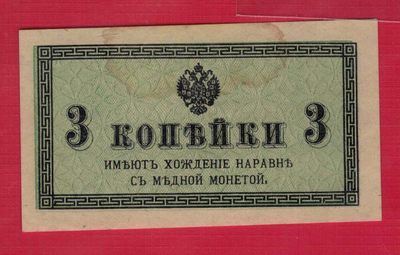 3 КОПѢЙКИ 3
ИМѢЮТЪ ХОЖДЕНІЕ НАРАВНѢ
СЪ МѢДНОЙ МОНЕТОЙ.